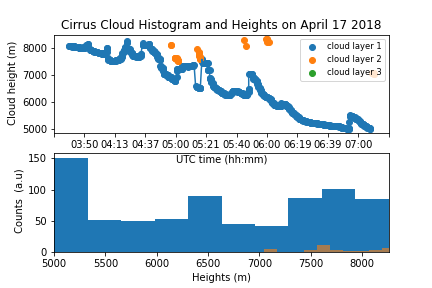 Cirrus Cloud Histogram and Heights on April 17 2018
8000
7000
6000
5000
Cloud height (m)
cloud layer 1
cloud layer 2
cloud layer 3
03:50 04:13 04:37 05:00 05:21 05:40 06:00 06:19 06:39 07:00
UTC time (hh:mm)
150
100
50
0
Counts (a.u)
5000 5500 6000 6500 7000 7500 8000
Heights (m)